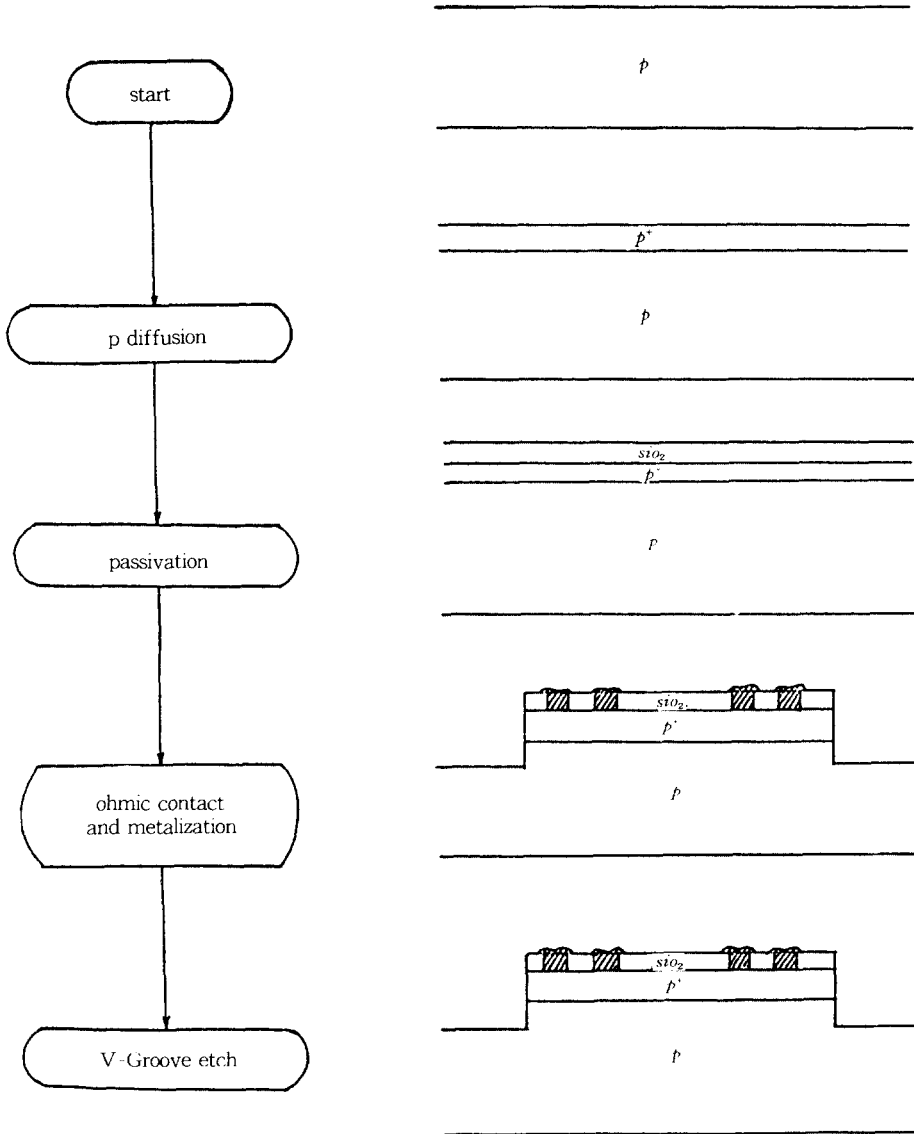 start
p
p⁺
p diffusion
p
sio₂
p⁺
passivation
p
sio₂
p⁺
ohmic contact
and metalization
p
sio₂
p⁺
V-Groove etch
p